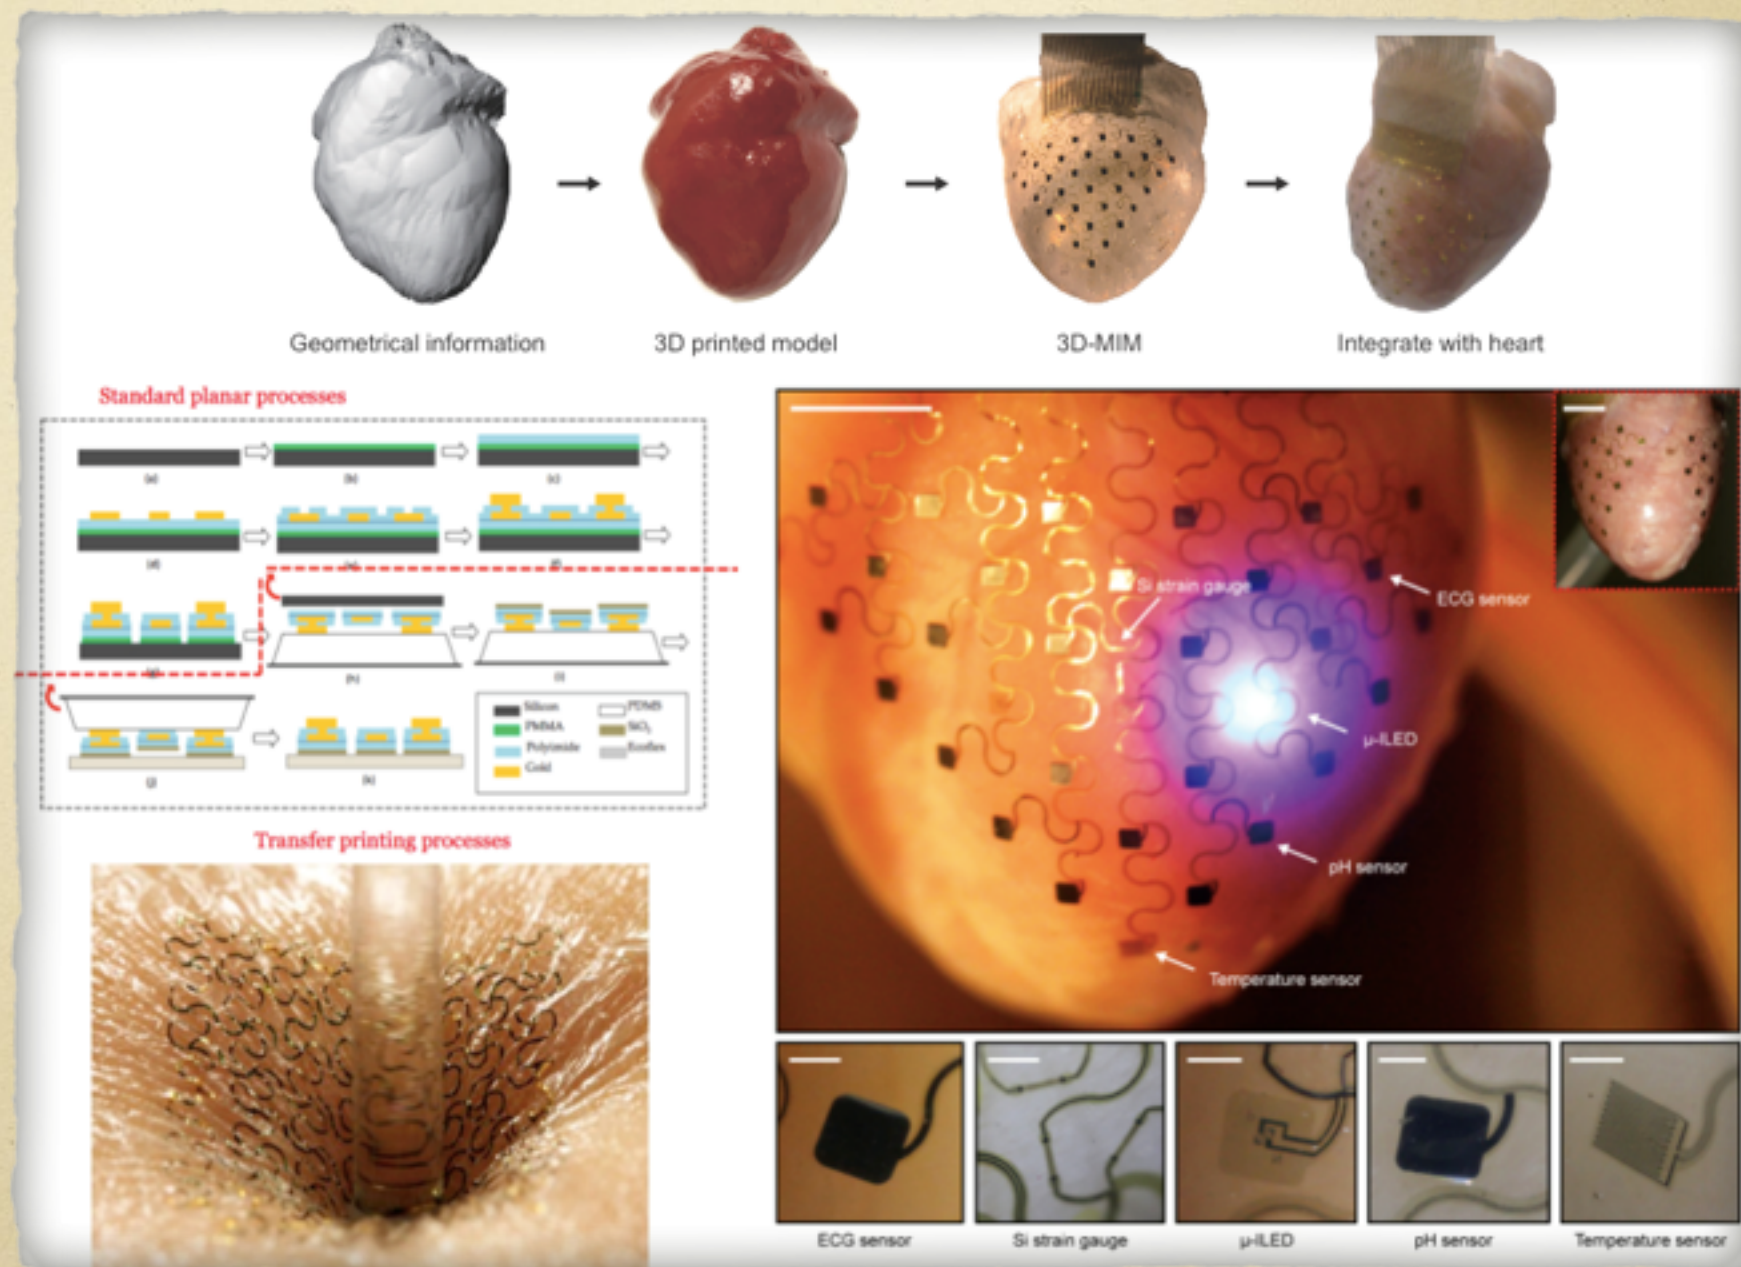 Geometrical information
3D printed model
3D-MIM
Integrate with heart
Standard planar processes
(a)
(b)
(c)
(d)
(h)
(i)
(j)
(k)
Silicon
PDMS
PMMA
SiO₂
Polyimide
Ecoflex
Gold
Transfer printing processes
Si strain gauge
ECG sensor
μ-ILED
pH sensor
Temperature sensor
ECG sensor
Si strain gauge
μ-ILED
pH sensor
Temperature sensor